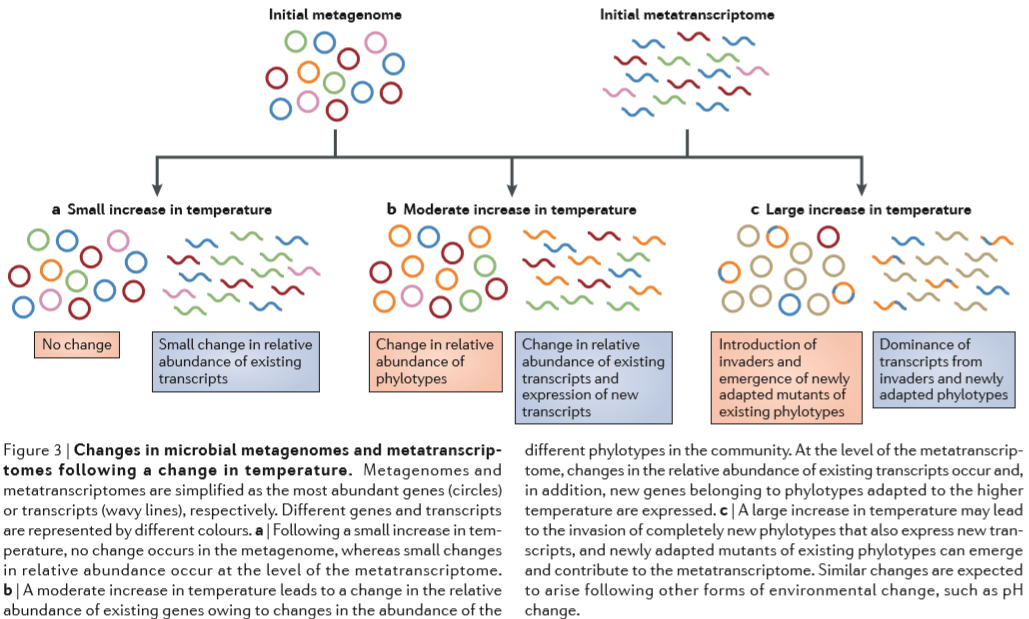 Initial metagenome
Initial metatranscriptome
a Small increase in temperature
b Moderate increase in temperature
c Large increase in temperature
No change
Small change in relative
abundance of existing
transcripts
Change in relative
abundance of
phylotypes
Change in relative
abundance of existing
transcripts and
expression of new
transcripts
Introduction of
invaders and
emergence of newly
adapted mutants of
existing phylotypes
Dominance of
transcripts from
invaders and newly
adapted phylotypes
Figure 3 | Changes in microbial metagenomes and metatranscrip-
tomes following a change in temperature. Metagenomes and
metatranscriptomes are simplified as the most abundant genes (circles)
or transcripts (wavy lines), respectively. Different genes and transcripts
are represented by different colours. a | Following a small increase in tem-
perature, no change occurs in the metagenome, whereas small changes
in relative abundance occur at the level of the metatranscriptome.
b | A moderate increase in temperature leads to a change in the relative
abundance of existing genes owing to changes in the abundance of the
different phylotypes in the community. At the level of the metatranscrip-
tome, changes in the relative abundance of existing transcripts occur and,
in addition, new genes belonging to phylotypes adapted to the higher
temperature are expressed. c | A large increase in temperature may lead
to the invasion of completely new phylotypes that also express new tran-
scripts, and newly adapted mutants of existing phylotypes can emerge
and contribute to the metatranscriptome. Similar changes are expected
to arise following other forms of environmental change, such as pH
change.